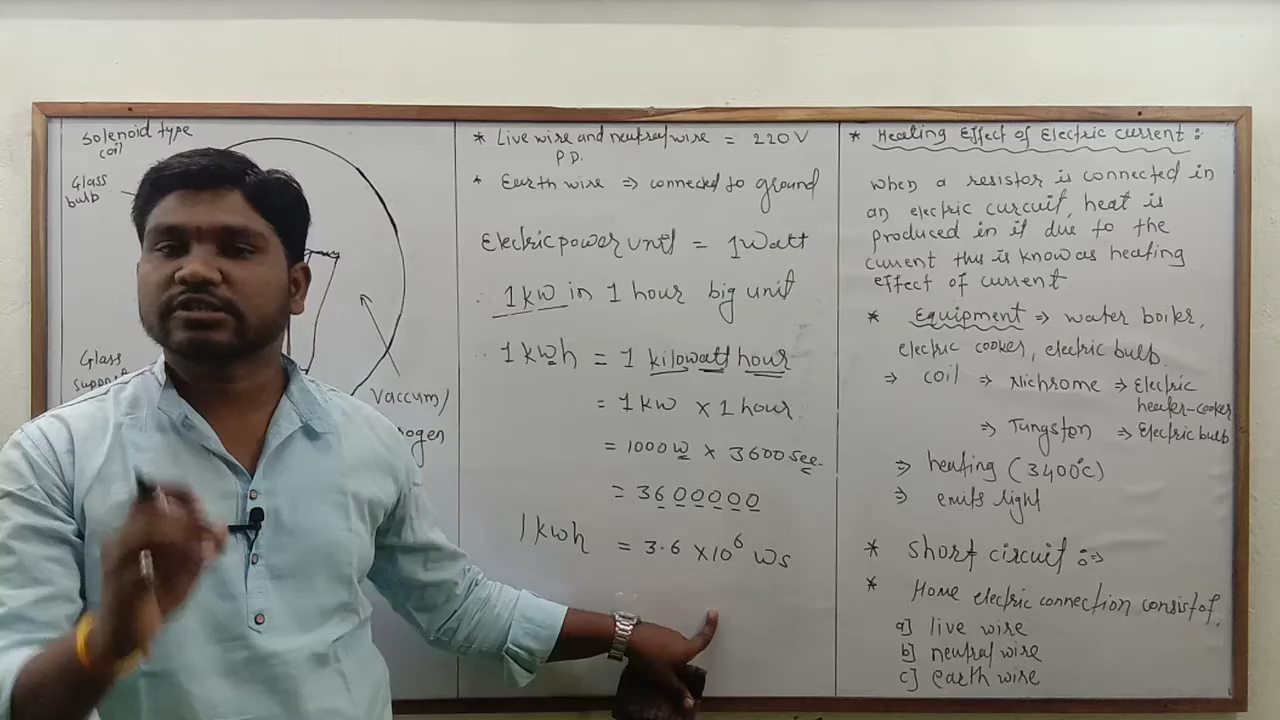 Solenoid type
coil
Glass
bulb
Glass
Vaccum/
* Live wire and neutral wire = 220 V
P.D.
* Earth wire ⇒ connected to ground
Electric power unit = 1 Watt
∴ 1 kW in 1 hour big unit
∴ 1 kwh = 1 kilowatt hour
= 1 kw × 1 hour
= 1000 w × 3600 sec.
= 3600000
1 kwh = 3.6 × 10⁶ Ws
* Heating Effect of Electric current :
When a resistor is connected in
an electric curcuit, heat is
produced in it due to the
current this is know as heating
effect of current
* Equipment ⇒ water boiler,
electric cooker, electric bulb.
⇒ coil ⇒ Nichrome ⇒ Electric
heater-cooker
⇒ Tungston ⇒ Electric bulb
⇒ heating (3400°C)
⇒ emits light
* Short circuit :⇒
* Home electric connection consist of,
a] live wire
b] neutral wire
c] earth wire